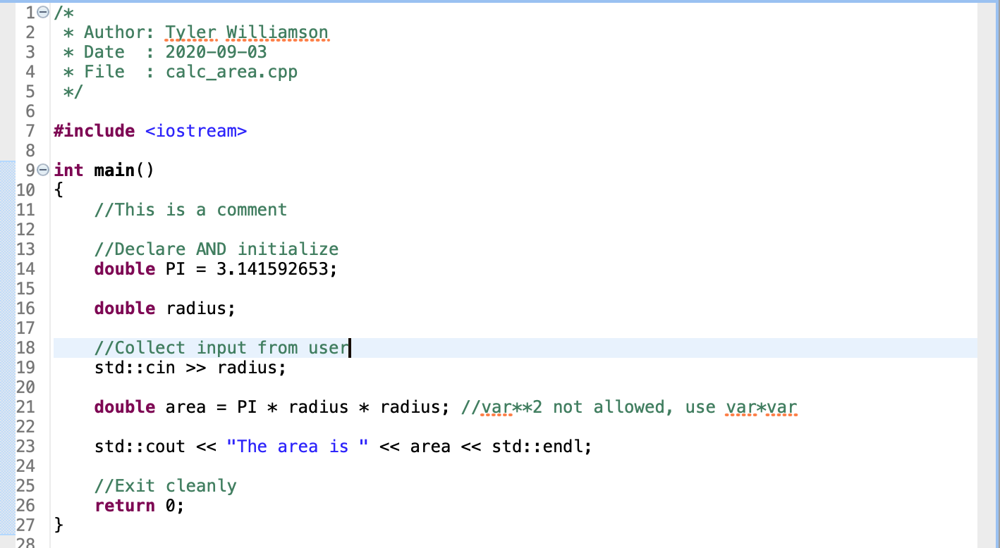 1 /*
2  * Author: Tyler Williamson
3  * Date  : 2020-09-03
4  * File  : calc_area.cpp
5  */
6
7 #include <iostream>
8
9 int main()
10 {
11     //This is a comment
12
13     //Declare AND initialize
14     double PI = 3.141592653;
15
16     double radius;
17
18     //Collect input from user
19     std::cin >> radius;
20
21     double area = PI * radius * radius; //var**2 not allowed, use var*var
22
23     std::cout << "The area is " << area << std::endl;
24
25     //Exit cleanly
26     return 0;
27 }
28